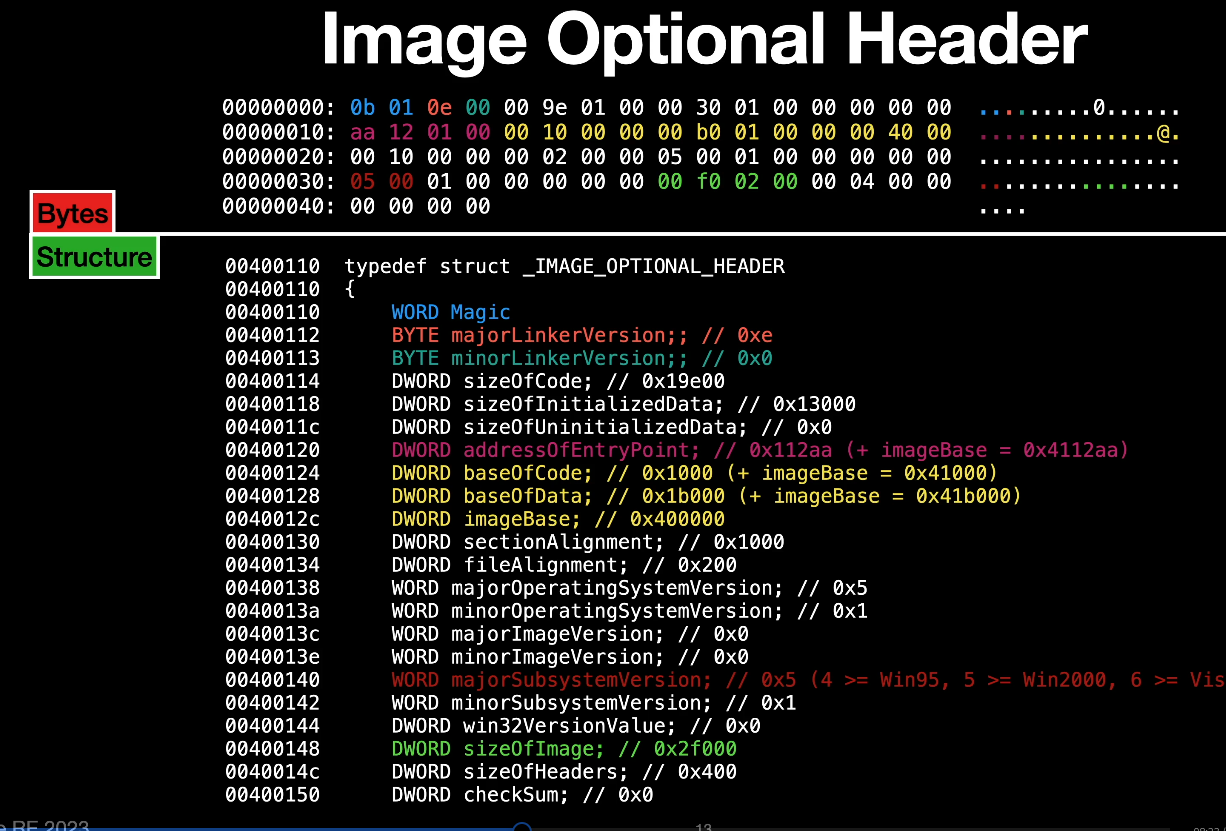 Image Optional Header
00000000: 0b 01 0e 00 00 9e 01 00 00 30 01 00 00 00 00 00 .........0......
00000010: aa 12 01 00 00 10 00 00 00 b0 01 00 00 00 40 00 ..............@.
00000020: 00 10 00 00 00 02 00 00 05 00 01 00 00 00 00 00 ................
00000030: 05 00 01 00 00 00 00 00 00 f0 02 00 00 04 00 00 ................
00000040: 00 00 00 00 ....
Bytes
Structure
00400110 typedef struct _IMAGE_OPTIONAL_HEADER
00400110 {
00400110 WORD Magic
00400112 BYTE majorLinkerVersion;; // 0xe
00400113 BYTE minorLinkerVersion;; // 0x0
00400114 DWORD sizeOfCode; // 0x19e00
00400118 DWORD sizeOfInitializedData; // 0x13000
0040011c DWORD sizeOfUninitializedData; // 0x0
00400120 DWORD addressOfEntryPoint; // 0x112aa (+ imageBase = 0x4112aa)
00400124 DWORD baseOfCode; // 0x1000 (+ imageBase = 0x41000)
00400128 DWORD baseOfData; // 0x1b000 (+ imageBase = 0x41b000)
0040012c DWORD imageBase; // 0x400000
00400130 DWORD sectionAlignment; // 0x1000
00400134 DWORD fileAlignment; // 0x200
00400138 WORD majorOperatingSystemVersion; // 0x5
0040013a WORD minorOperatingSystemVersion; // 0x1
0040013c WORD majorImageVersion; // 0x0
0040013e WORD minorImageVersion; // 0x0
00400140 WORD majorSubsystemVersion; // 0x5 (4 >= Win95, 5 >= Win2000, 6 >= Vis
00400142 WORD minorSubsystemVersion; // 0x1
00400144 DWORD win32VersionValue; // 0x0
00400148 DWORD sizeOfImage; // 0x2f000
0040014c DWORD sizeOfHeaders; // 0x400
00400150 DWORD checkSum; // 0x0
RE 2023
13